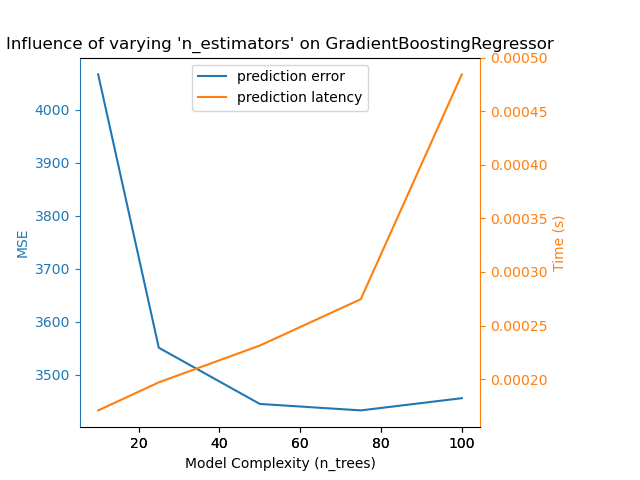 Influence of varying 'n_estimators' on GradientBoostingRegressor
prediction error
prediction latency
MSE
4000
3900
3800
3700
3600
3500
0.00050
0.00045
0.00040
0.00035
0.00030
0.00025
0.00020
Time (s)
20 40 60 80 100
Model Complexity (n_trees)